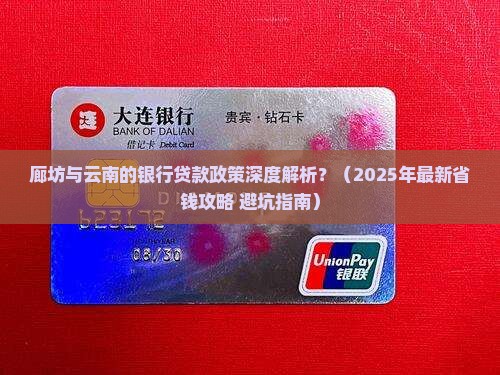 大连银行
BANK OF DALIAN
借记卡 Debit Card
贵宾·钻石卡
廊坊与云南的银行贷款政策深度解析？（2025年最新省
钱攻略 避坑指南）
623172
08/30
UnionPay
银联